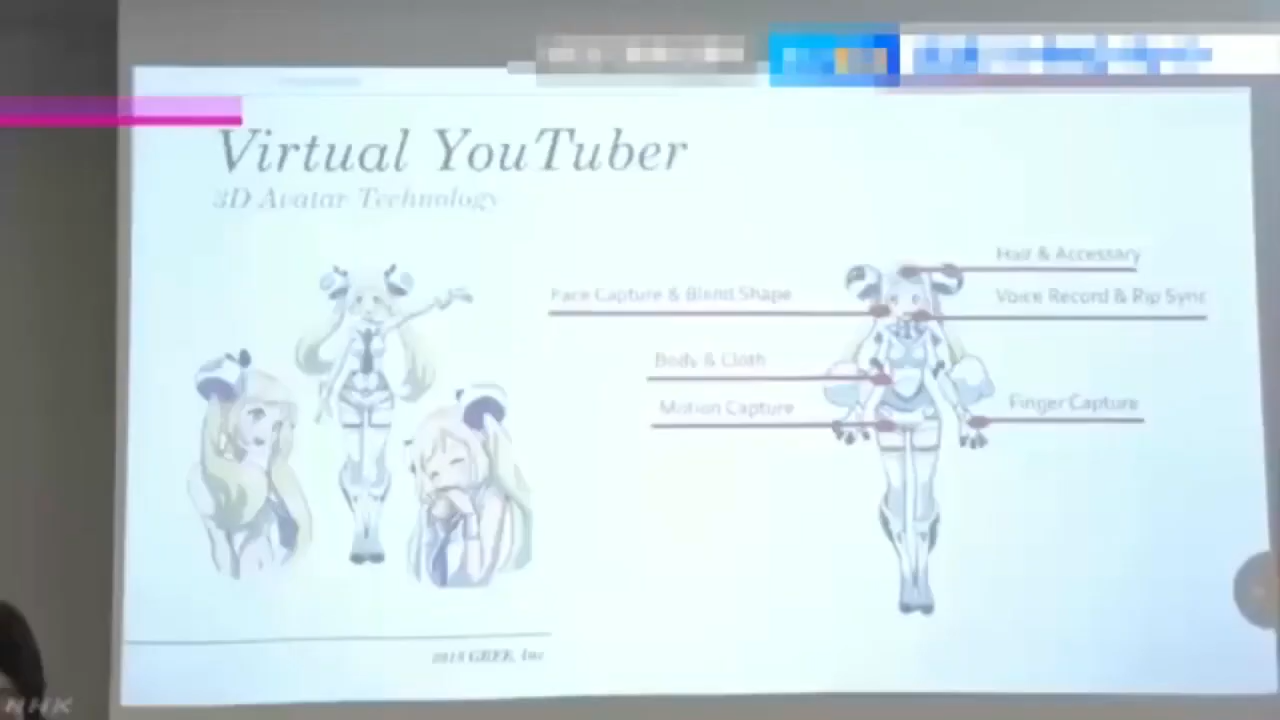 Virtual YouTuber
3D Avatar Technology
Hair & Accessary
Face Capture & Blend Shape
Voice Record & Rip Sync
Body & Cloth
Motion Capture
Finger Capture
2018 GREE, Inc
NHK